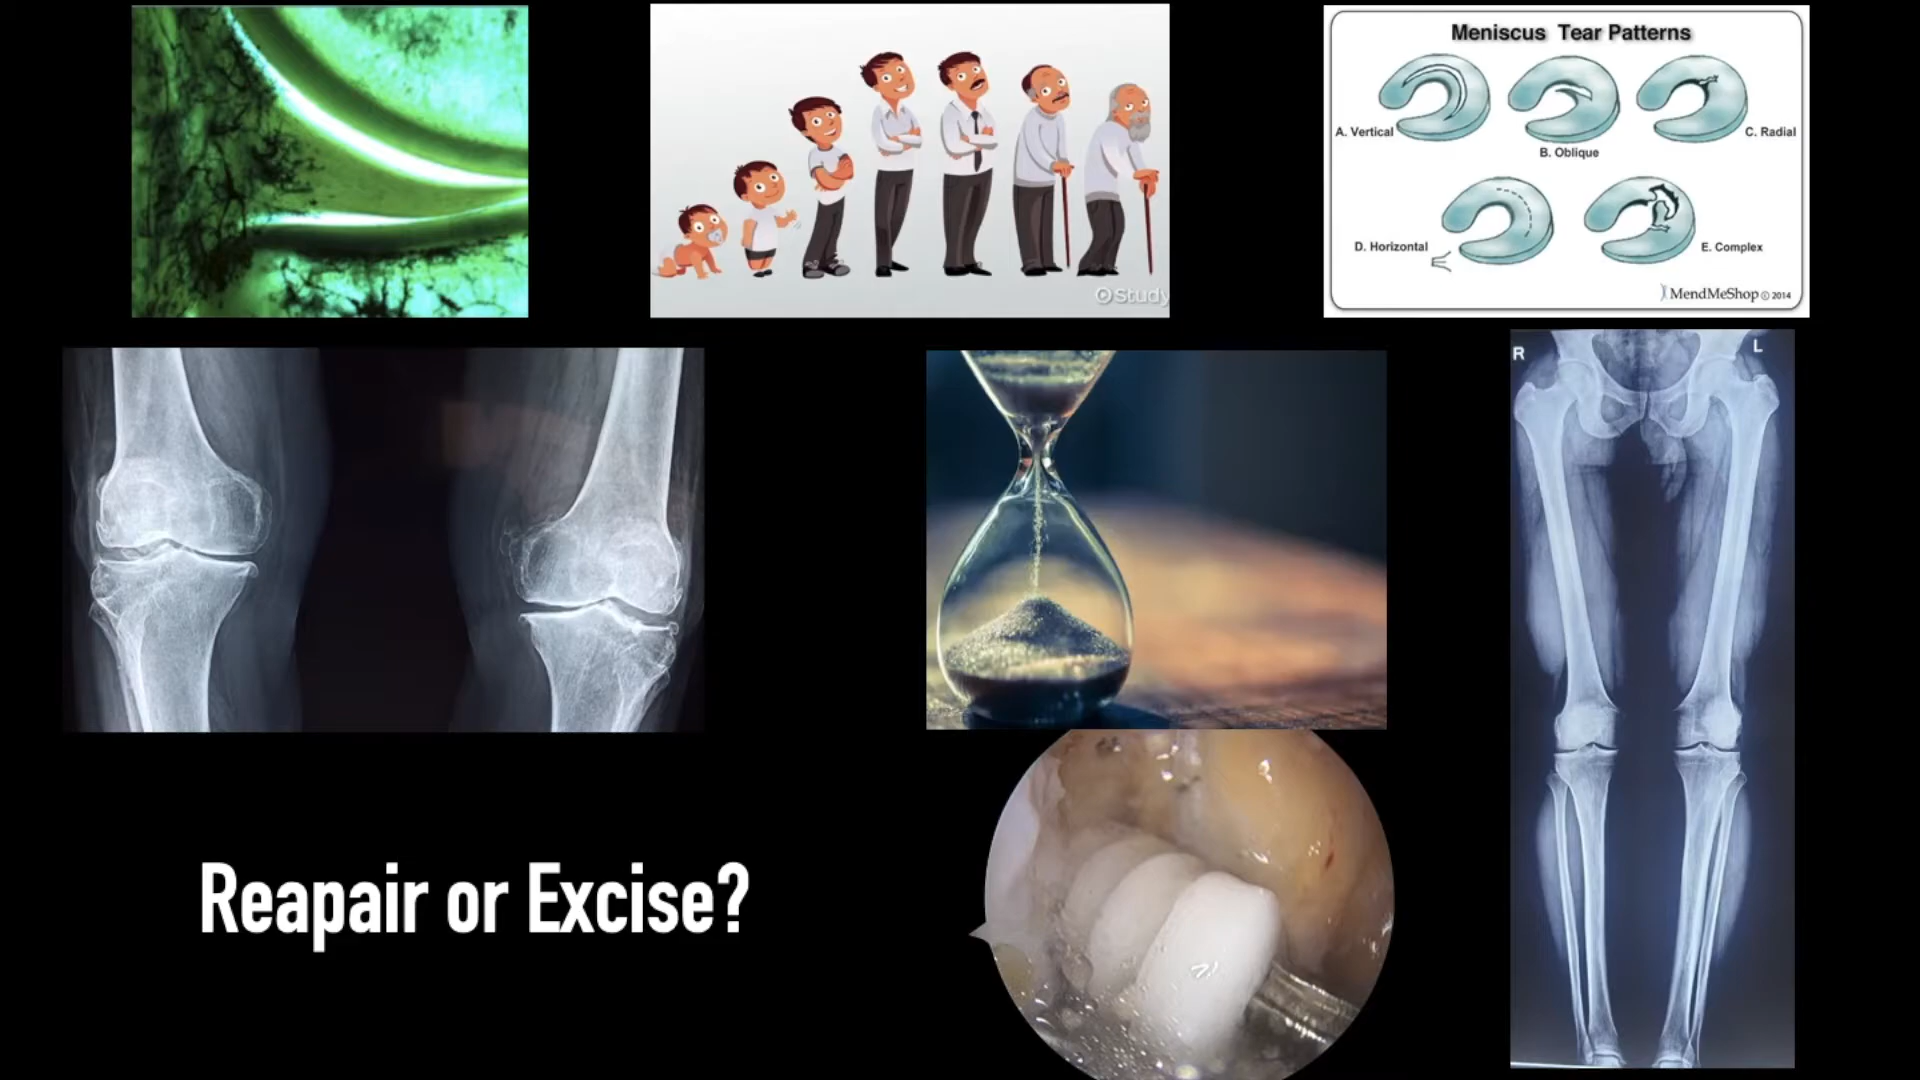 Meniscus Tear Patterns
A. Vertical
B. Oblique
C. Radial
D. Horizontal
E. Complex
MendMeShop © 2014
Study
R
L
Reapair or Excise?